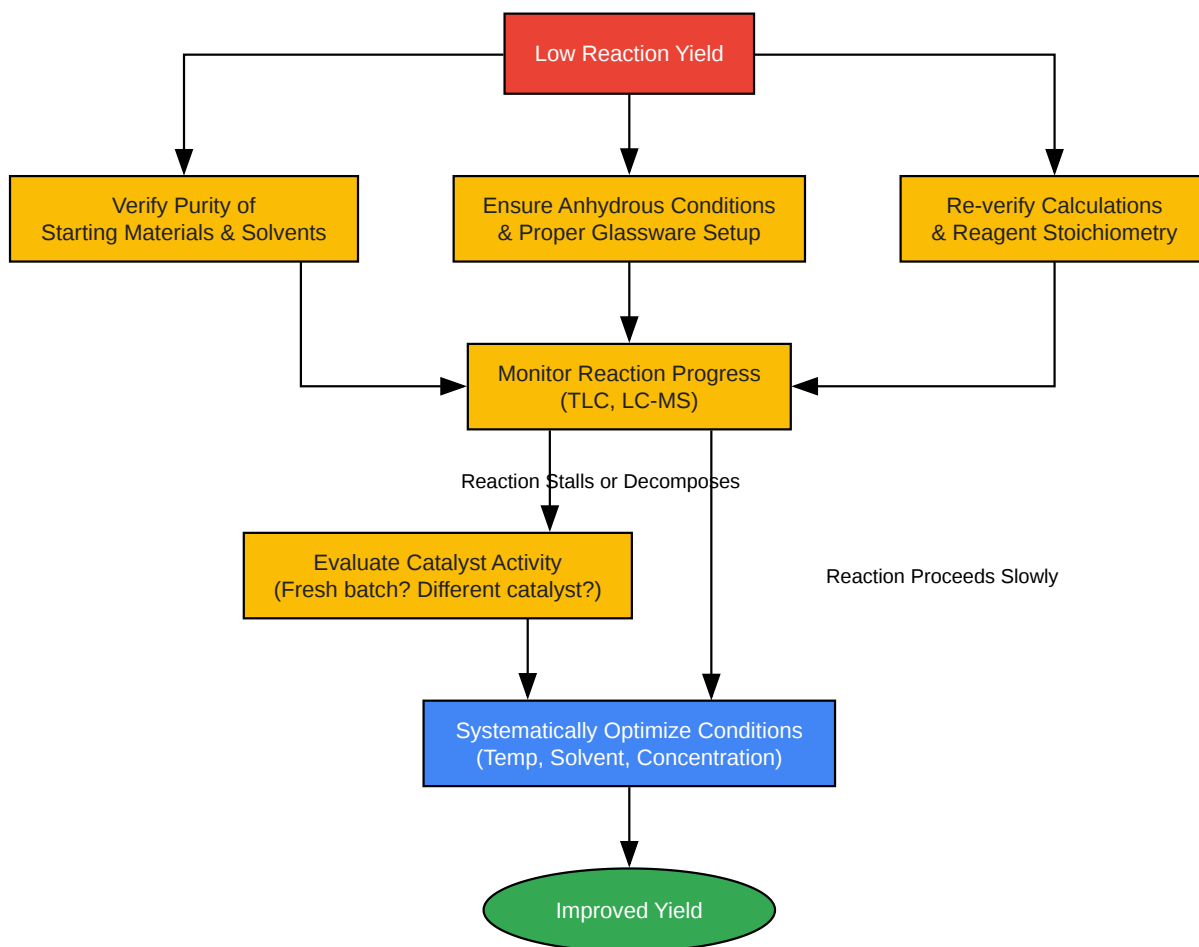 Low Reaction Yield
Verify Purity of
Starting Materials & Solvents
Ensure Anhydrous Conditions
& Proper Glassware Setup
Re-verify Calculations
& Reagent Stoichiometry
Monitor Reaction Progress
(TLC, LC-MS)
Reaction Stalls or Decomposes
Evaluate Catalyst Activity
(Fresh batch? Different catalyst?)
Reaction Proceeds Slowly
Systematically Optimize Conditions
(Temp, Solvent, Concentration)
Improved Yield